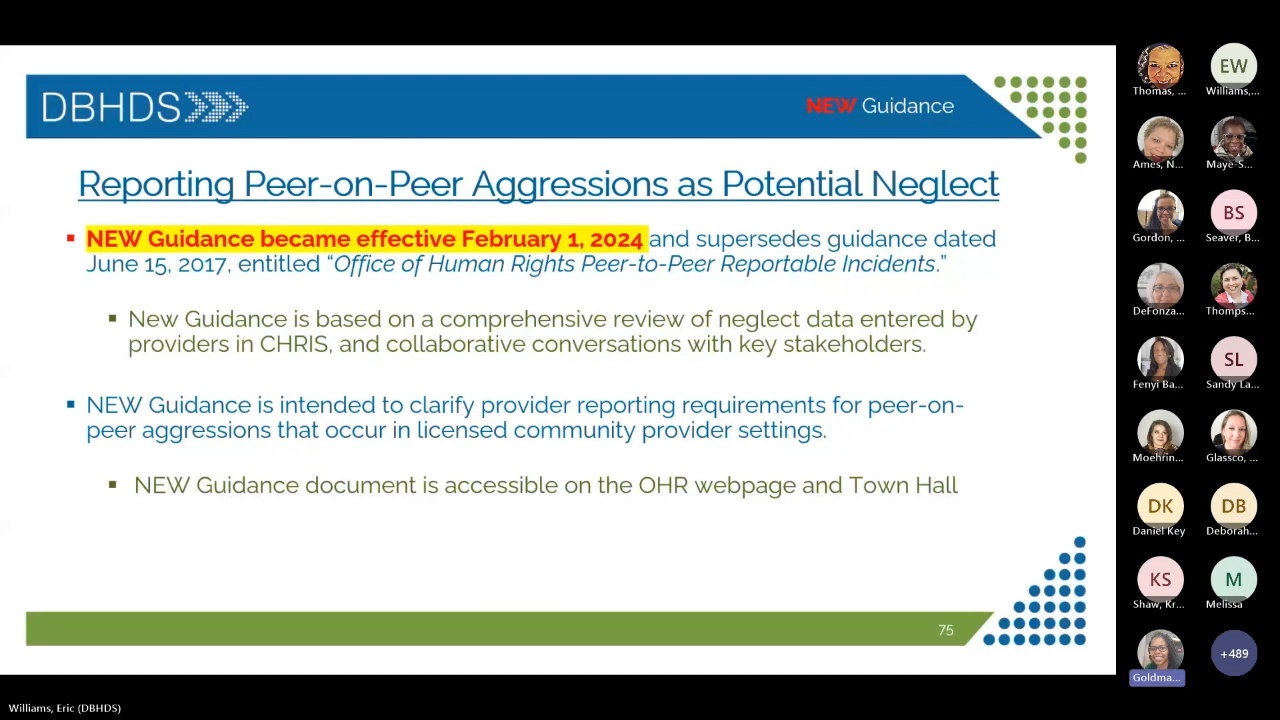 DBHDS
NEW Guidance
Reporting Peer-on-Peer Aggressions as Potential Neglect
▪ NEW Guidance became effective February 1, 2024 and supersedes guidance dated
June 15, 2017, entitled “Office of Human Rights Peer-to-Peer Reportable Incidents.”
▪ New Guidance is based on a comprehensive review of neglect data entered by
providers in CHRIS, and collaborative conversations with key stakeholders.
▪ NEW Guidance is intended to clarify provider reporting requirements for peer-on-
peer aggressions that occur in licensed community provider settings.
▪ NEW Guidance document is accessible on the OHR webpage and Town Hall
75
Thomas, ...
EW
Williams,...
Ames, N...
Maye-S...
Gordon, ...
BS
Seaver, B...
DeFonza...
Thomps...
Fenyi Ba...
SL
Sandy La...
Moehrin...
Glassco, ...
DK
Daniel Key
DB
Deborah...
KS
Shaw, Kr...
M
Melissa
Goldma...
+489
Williams, Eric (DBHDS)